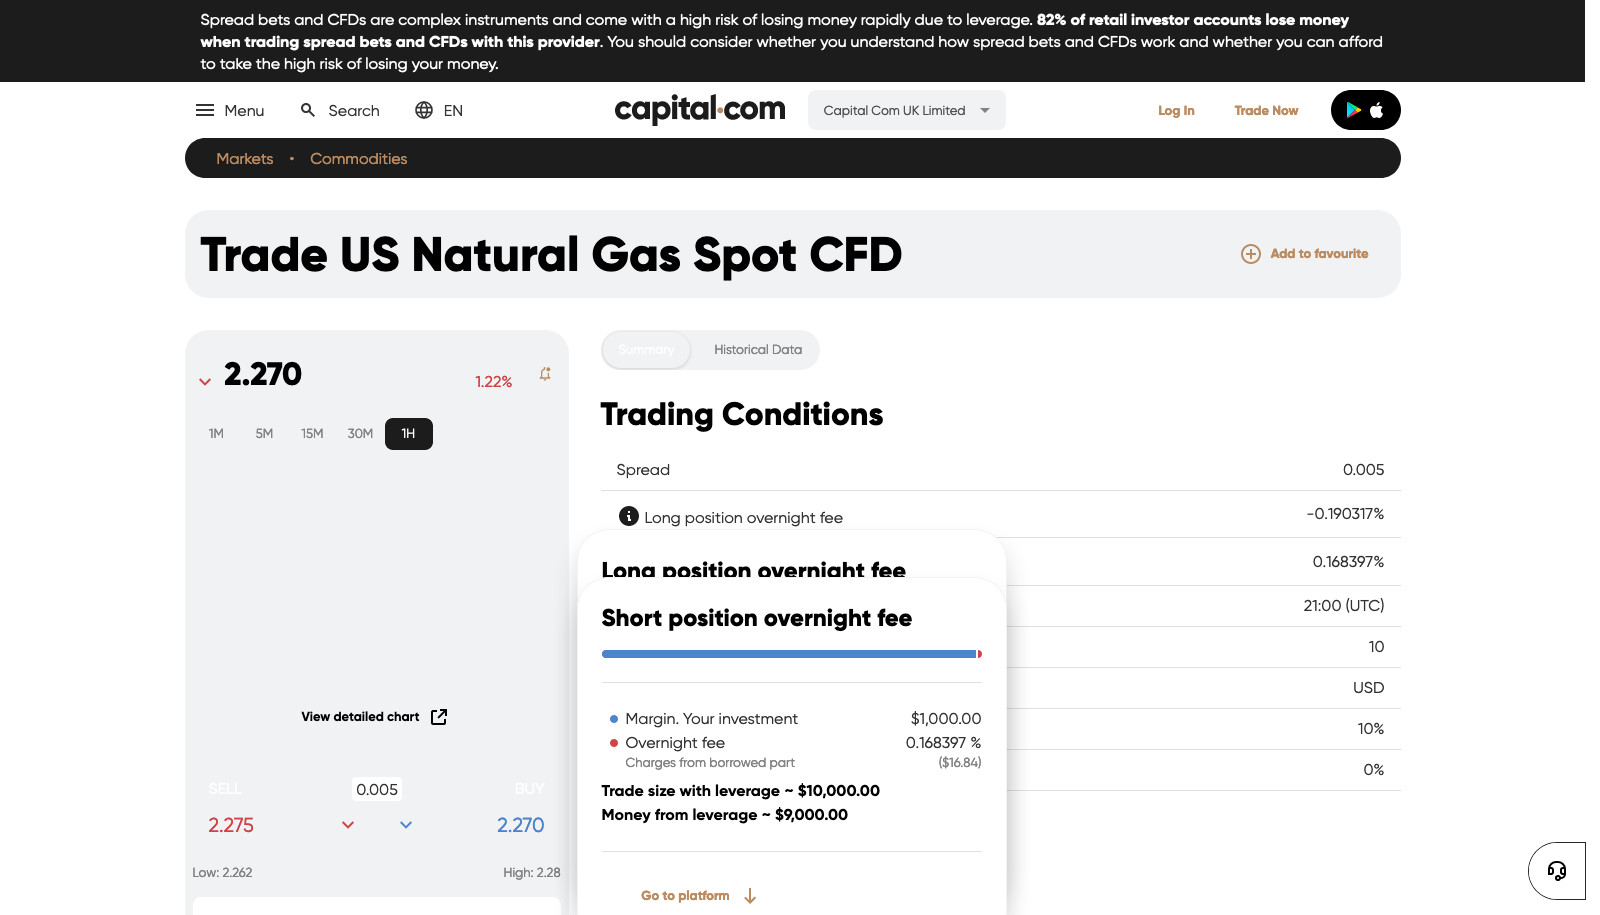 Spread bets and CFDs are complex instruments and come with a high risk of losing money rapidly due to leverage. 82% of retail investor accounts lose money
when trading spread bets and CFDs with this provider. You should consider whether you understand how spread bets and CFDs work and whether you can afford
to take the high risk of losing your money.
Menu
Search
EN
capital.com
Capital Com UK Limited
Log In
Trade Now
Markets · Commodities
Trade US Natural Gas Spot CFD
Add to favourite
2.270
1.22%
1M 5M 15M 30M 1H
View detailed chart
SELL
0.005
BUY
2.275
2.270
Low: 2.262
High: 2.28
Summary
Historical Data
Trading Conditions
Spread 0.005
Long position overnight fee -0.190317%
0.168397%
21:00 (UTC)
10
USD
10%
0%
Long position overnight fee
Short position overnight fee
Margin. Your investment $1,000.00
Overnight fee 0.168397 %
Charges from borrowed part ($16.84)
Trade size with leverage ~ $10,000.00
Money from leverage ~ $9,000.00
Go to platform